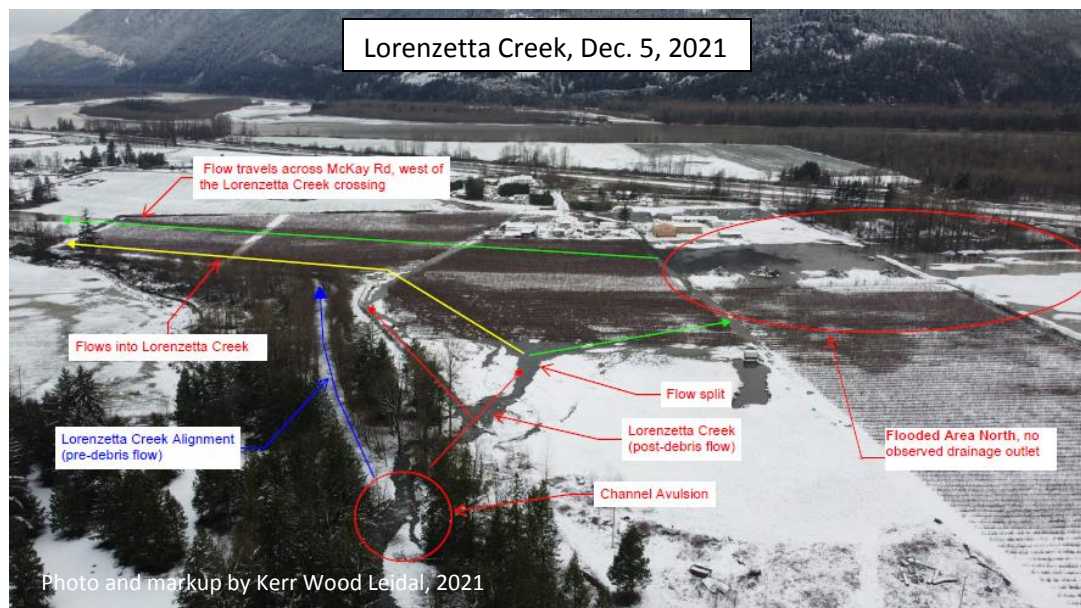 Lorenzetta Creek, Dec. 5, 2021
Flow travels across McKay Rd, west of
the Lorenzetta Creek crossing
Flows into Lorenzetta Creek
Flow split
Lorenzetta Creek Alignment
(pre-debris flow)
Lorenzetta Creek
(post-debris flow)
Flooded Area North, no
observed drainage outlet
Channel Avulsion
Photo and markup by Kerr Wood Leidal, 2021